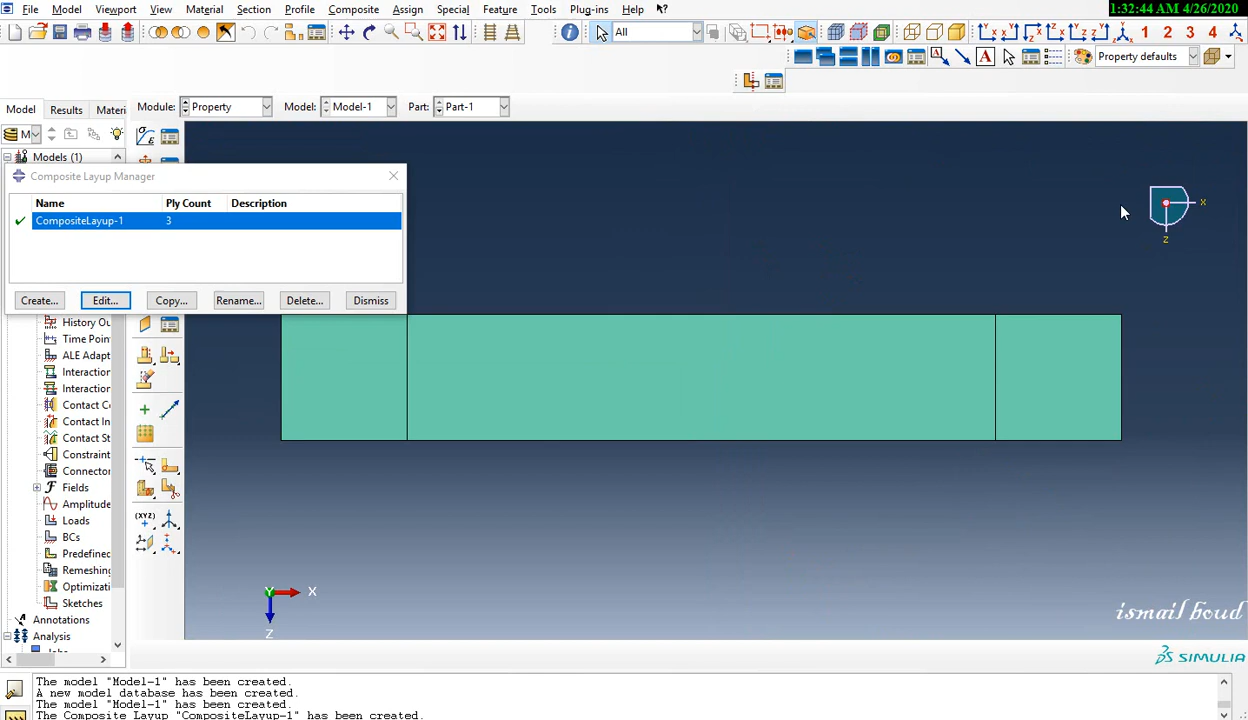 File Model Viewport View Material Section Profile Composite Assign Special Feature Tools Plug-ins Help
1:32:44 AM / 4/26/2020
All
1 2 3 4
Property defaults
Model Results Materi
Module: Property Model: Model-1 Part: Part-1
Models (1)
Composite Layup Manager
Name Ply Count Description
CompositeLayup-1 3
Create... Edit... Copy... Rename... Delete... Dismiss
History Ou
Time Poin
ALE Adapt
Interaction
Interaction
Contact Co
Contact In
Contact St
Constraint
Connector
Fields
Amplitude
Loads
BCs
Predefined
Remeshing
Optimizati
Sketches
Annotations
Analysis
(XYZ)
X
Z
Y
X
Z
ismail boud
SIMULIA
The model "Model-1" has been created.
A new model database has been created.
The model "Model-1" has been created.
The Composite Layup "CompositeLayup-1" has been created.